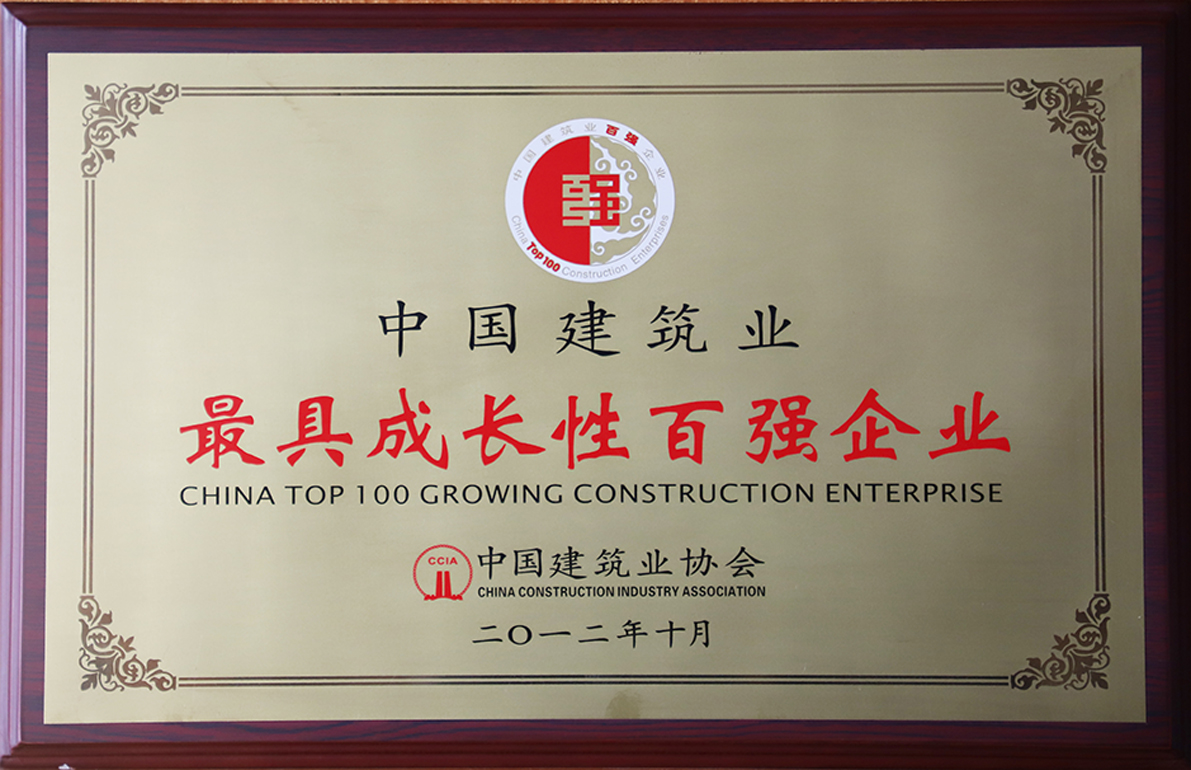 中国建筑业百强企业
百强
China Top 100 Construction Enterprises
中国建筑业
最具成长性百强企业
CHINA TOP 100 GROWING CONSTRUCTION ENTERPRISE
CCIA
中国建筑业协会
CHINA CONSTRUCTION INDUSTRY ASSOCIATION
二〇一二年十月